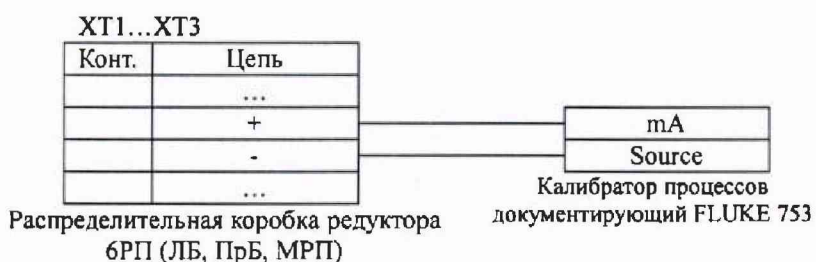 XT1...XT3
Конт. Цепь
...
+ mA
- Source
...
Калибратор процессов
документирующий FLUKE 753
Распределительная коробка редуктора
6РП (ЛБ, ПрБ, МРП)